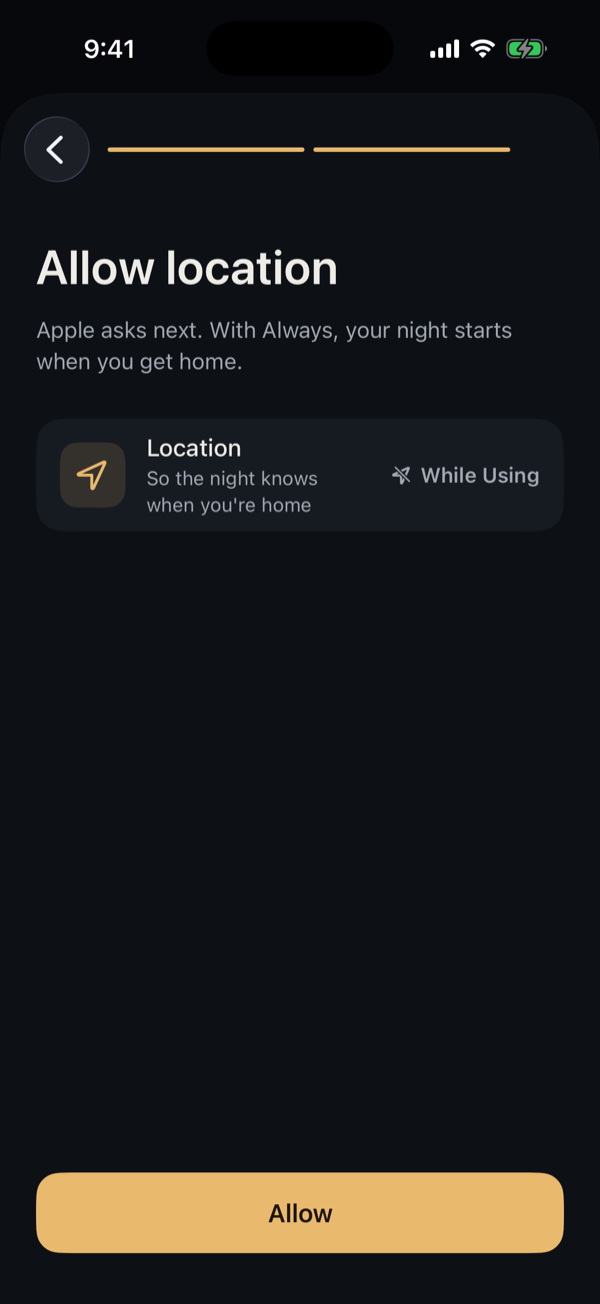 9:41
Allow location
Apple asks next. With Always, your night starts
when you get home.
Location
So the night knows
when you're home
While Using
Allow